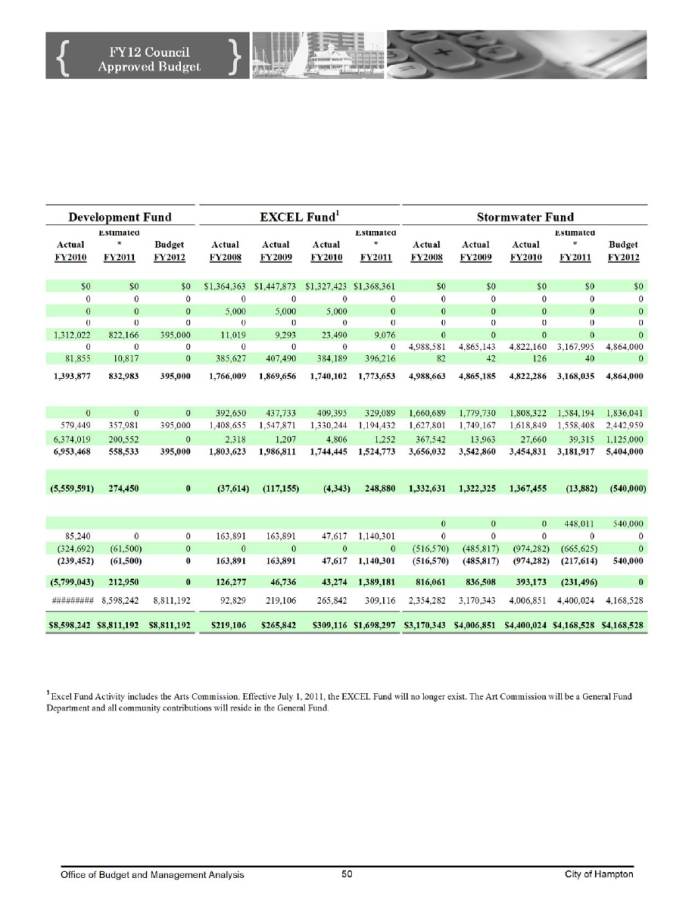 FY12 Council
Approved Budget
Development Fund EXCEL Fund1 Stormwater Fund
Estimated Estimated Estimated
Actual * Budget Actual Actual Actual * Actual Actual Actual * Budget
FY2010 FY2011 FY2012 FY2008 FY2009 FY2010 FY2011 FY2008 FY2009 FY2010 FY2011 FY2012
$0 $0 $0 $1,364,363 $1,447,873 $1,327,423 $1,368,361 $0 $0 $0 $0 $0
0 0 0 0 0 0 0 0 0 0 0 0
0 0 0 5,000 5,000 5,000 0 0 0 0 0 0
0 0 0 0 0 0 0 0 0 0 0 0
1,312,022 822,166 395,000 11,019 9,293 23,490 9,076 0 0 0 0 0
0 0 0 0 0 0 0 4,988,581 4,865,143 4,822,160 3,167,995 4,864,000
81,855 10,817 0 385,627 407,490 384,189 396,216 82 42 126 40 0
1,393,877 832,983 395,000 1,766,009 1,869,656 1,740,102 1,773,653 4,988,663 4,865,185 4,822,286 3,168,035 4,864,000
0 0 0 392,650 437,733 409,395 329,089 1,660,689 1,779,730 1,808,322 1,584,194 1,836,041
579,449 357,981 395,000 1,408,655 1,547,871 1,330,244 1,194,432 1,627,801 1,749,167 1,618,849 1,558,408 2,442,959
6,374,019 200,552 0 2,318 1,207 4,806 1,252 367,542 13,963 27,660 39,315 1,125,000
6,953,468 558,533 395,000 1,803,623 1,986,811 1,744,445 1,524,773 3,656,032 3,542,860 3,454,831 3,181,917 5,404,000
(5,559,591) 274,450 0 (37,614) (117,155) (4,343) 248,880 1,332,631 1,322,325 1,367,455 (13,882) (540,000)
0 0 0 448,011 540,000
85,240 0 0 163,891 163,891 47,617 1,140,301 0 0 0 0 0
(324,692) (61,500) 0 0 0 0 0 (516,570) (485,817) (974,282) (665,625) 0
(239,452) (61,500) 0 163,891 163,891 47,617 1,140,301 (516,570) (485,817) (974,282) (217,614) 540,000
(5,799,043) 212,950 0 126,277 46,736 43,274 1,389,181 816,061 836,508 393,173 (231,496) 0
######### 8,598,242 8,811,192 92,829 219,106 265,842 309,116 2,354,282 3,170,343 4,006,851 4,400,024 4,168,528
$8,598,242 $8,811,192 $8,811,192 $219,106 $265,842 $309,116 $1,698,297 $3,170,343 $4,006,851 $4,400,024 $4,168,528 $4,168,528
1 Excel Fund Activity includes the Arts Commission. Effective July 1, 2011, the EXCEL Fund will no longer exist. The Art Commission will be a General Fund
Department and all community contributions will reside in the General Fund.
Office of Budget and Management Analysis 50 City of Hampton